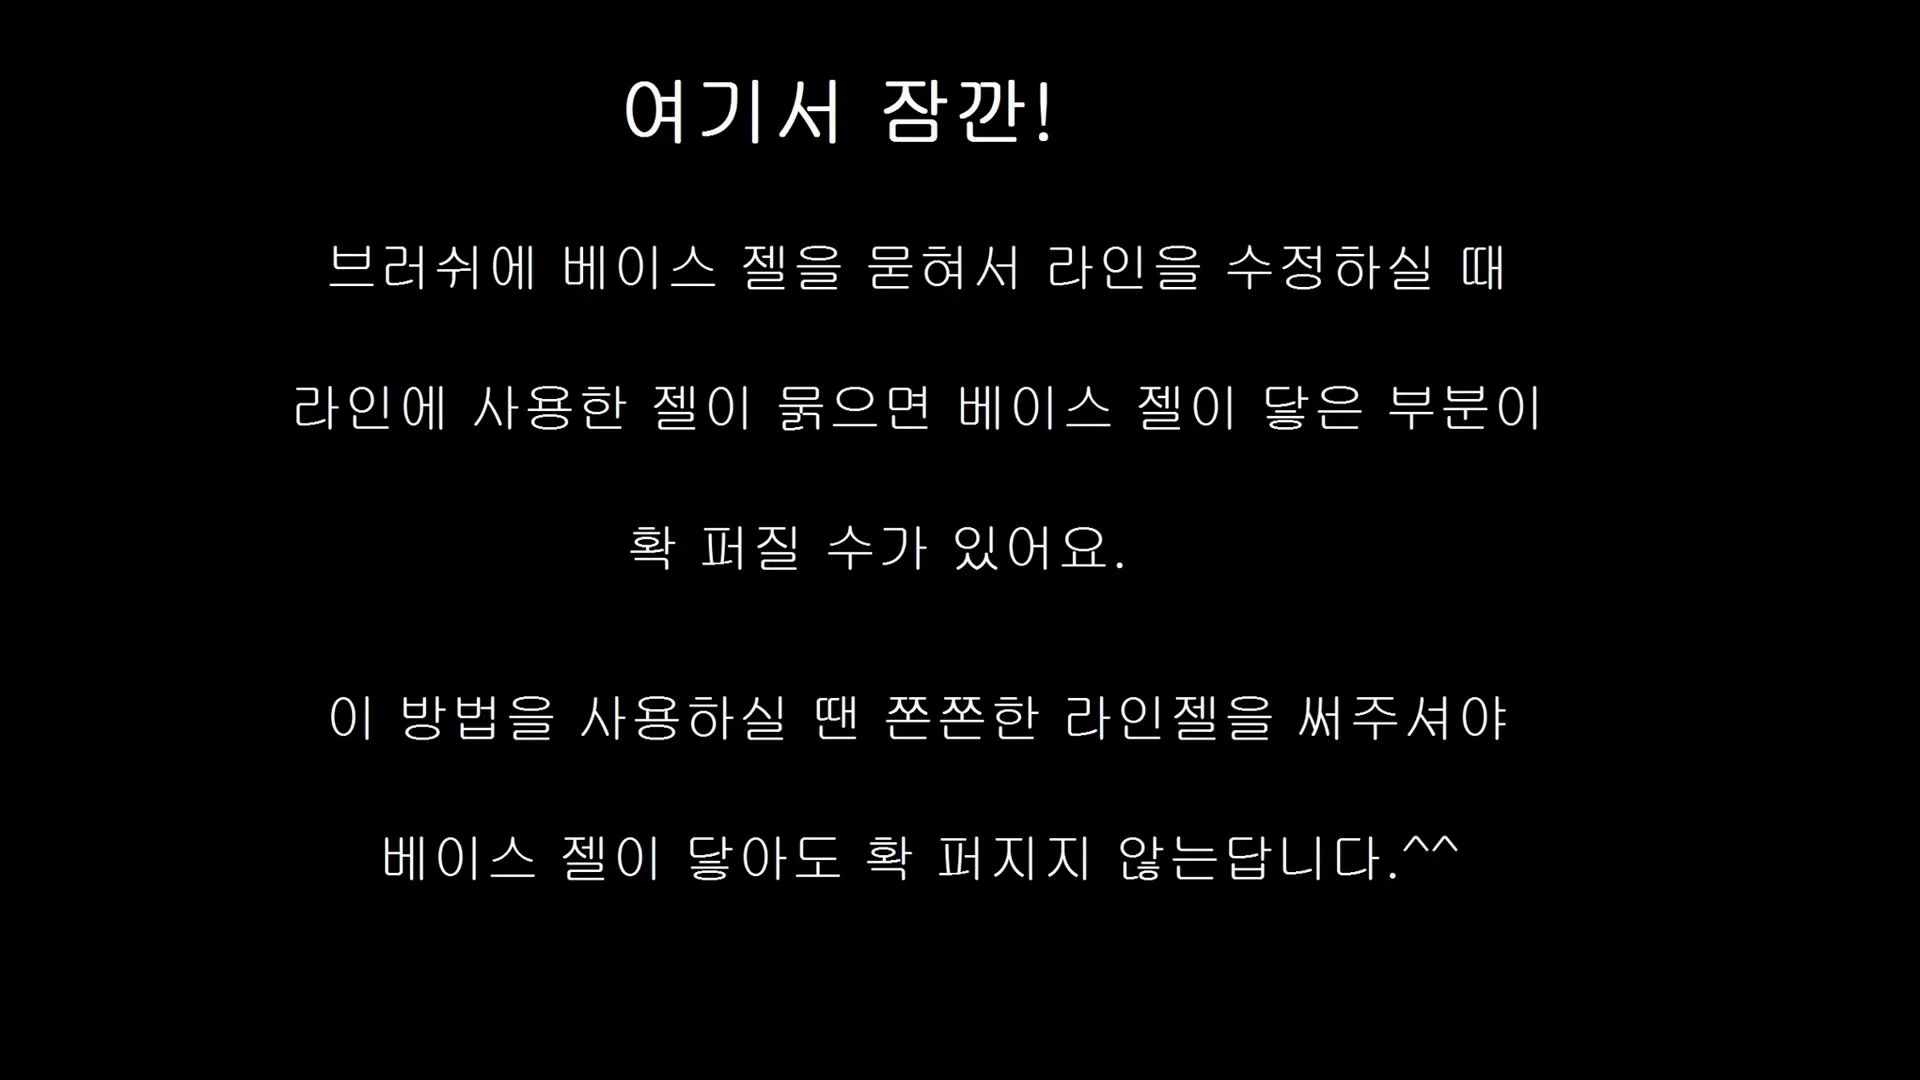 여기서 잠깐!
브러쉬에 베이스 젤을 묻혀서 라인을 수정하실 때
라인에 사용한 젤이 묽으면 베이스 젤이 닿은 부분이
확 퍼질 수가 있어요.
이 방법을 사용하실 땐 쫀쫀한 라인젤을 써주셔야
베이스 젤이 닿아도 확 퍼지지 않는답니다.^^